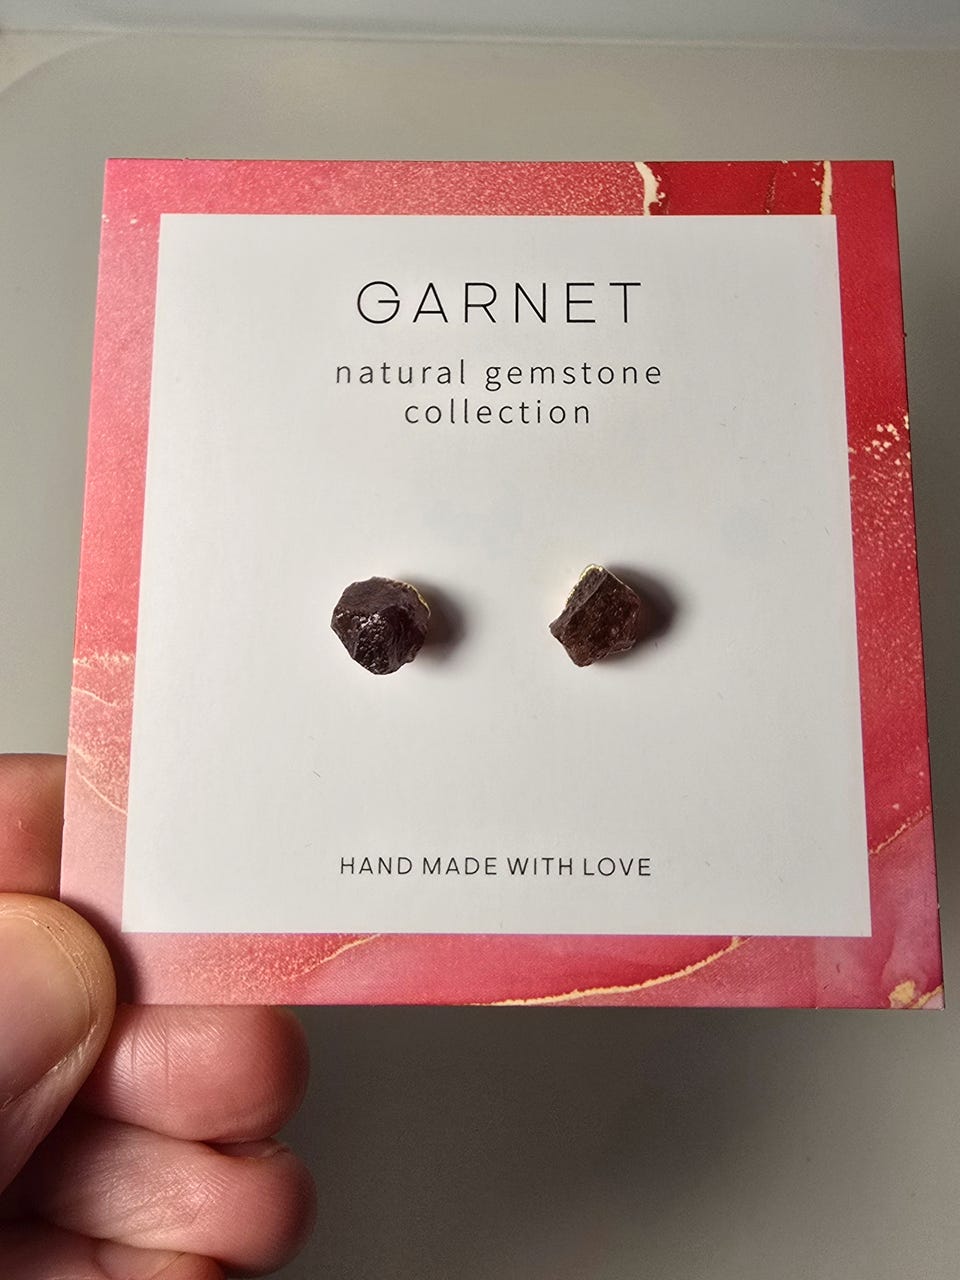 GARNET
natural gemstone
collection
HAND MADE WITH LOVE